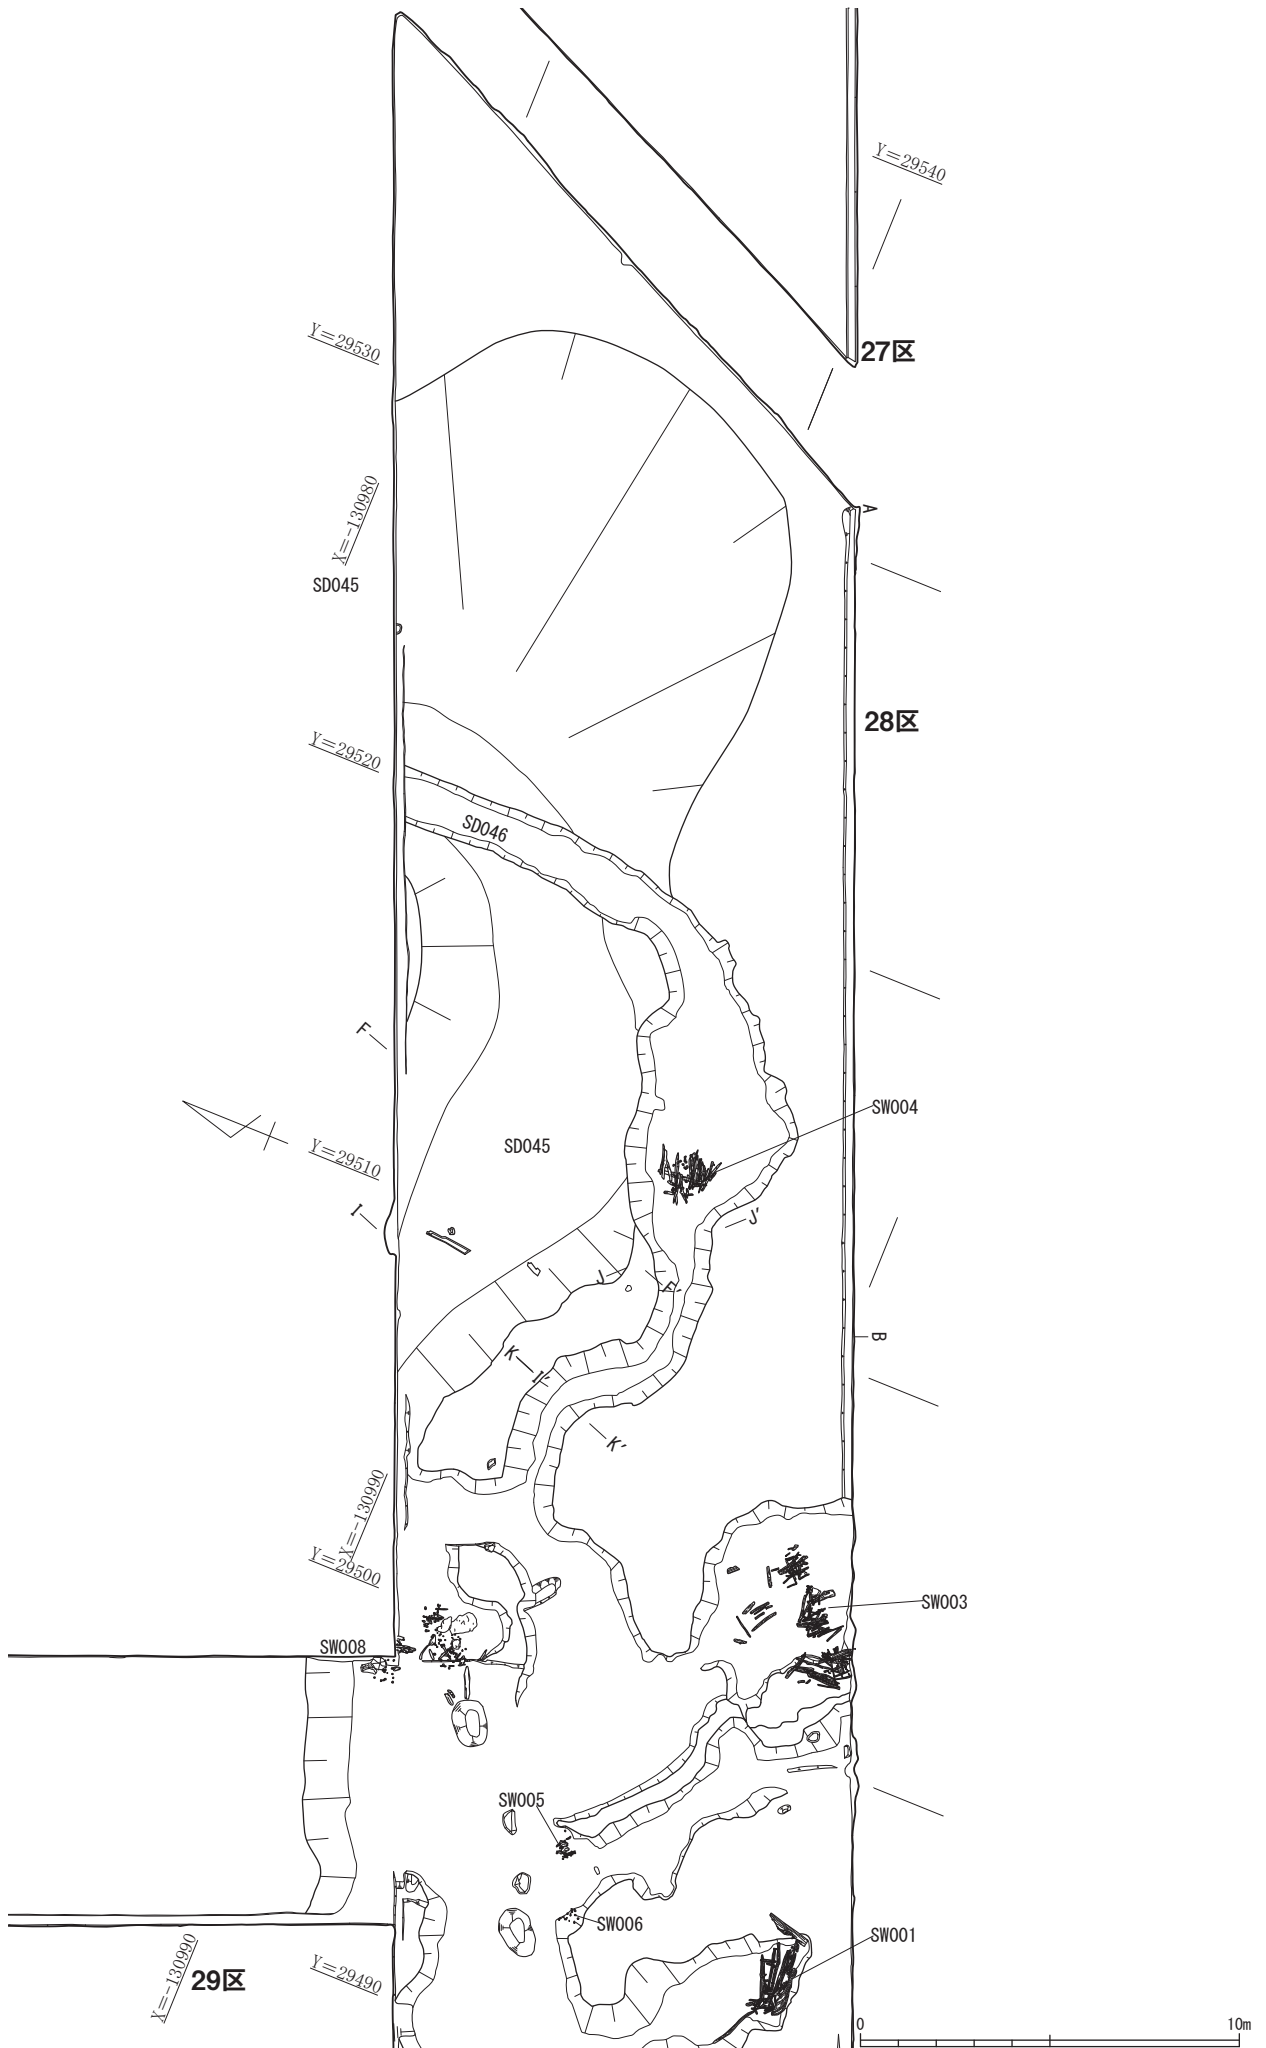 Y=29540
27区
Y=29530
X=-130980
A
SD045
28区
Y=29520
SD046
F
SW004
SD045
Y=29510
I
J'
J
F'
B
K
I'
K'
X=-130990
Y=29500
SW003
SW008
SW005
SW006
SW001
X=-130990
29区
Y=29490
0
10m